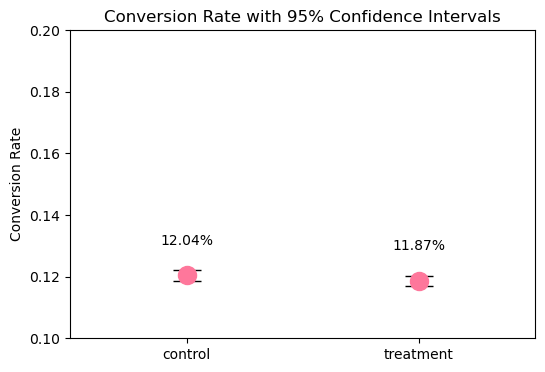 Conversion Rate with 95% Confidence Intervals
0.20
0.18
0.16
0.14
0.12
0.10
Conversion Rate
12.04%
11.87%
control
treatment